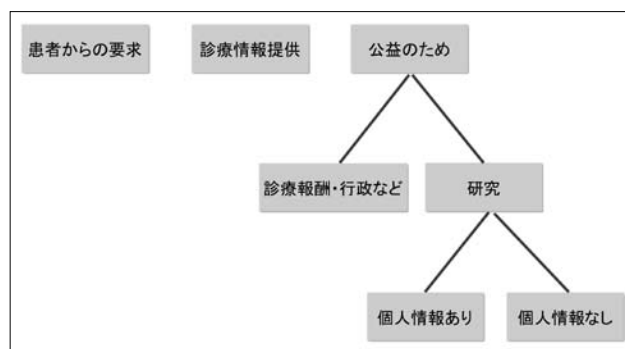 患者からの要求
診療情報提供
公益のため
診療報酬・行政など
研究
個人情報あり
個人情報なし